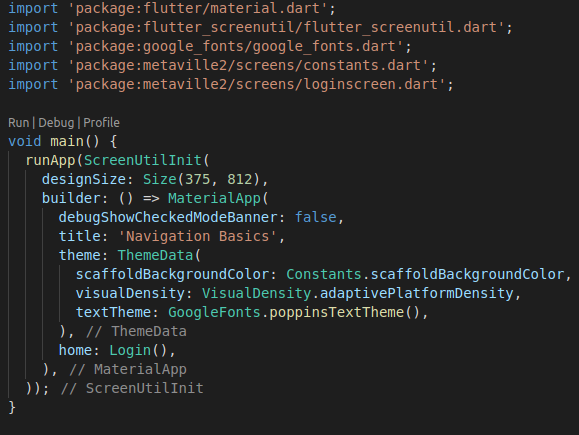 import 'package:flutter/material.dart';
import 'package:flutter_screenutil/flutter_screenutil.dart';
import 'package:google_fonts/google_fonts.dart';
import 'package:metaville2/screens/constants.dart';
import 'package:metaville2/screens/loginscreen.dart';
Run | Debug | Profile
void main() {
  runApp(ScreenUtilInit(
    designSize: Size(375, 812),
    builder: () => MaterialApp(
      debugShowCheckedModeBanner: false,
      title: 'Navigation Basics',
      theme: ThemeData(
        scaffoldBackgroundColor: Constants.scaffoldBackgroundColor,
        visualDensity: VisualDensity.adaptivePlatformDensity,
        textTheme: GoogleFonts.poppinsTextTheme(),
      ), // ThemeData
      home: Login(),
    ), // MaterialApp
  )); // ScreenUtilInit
}